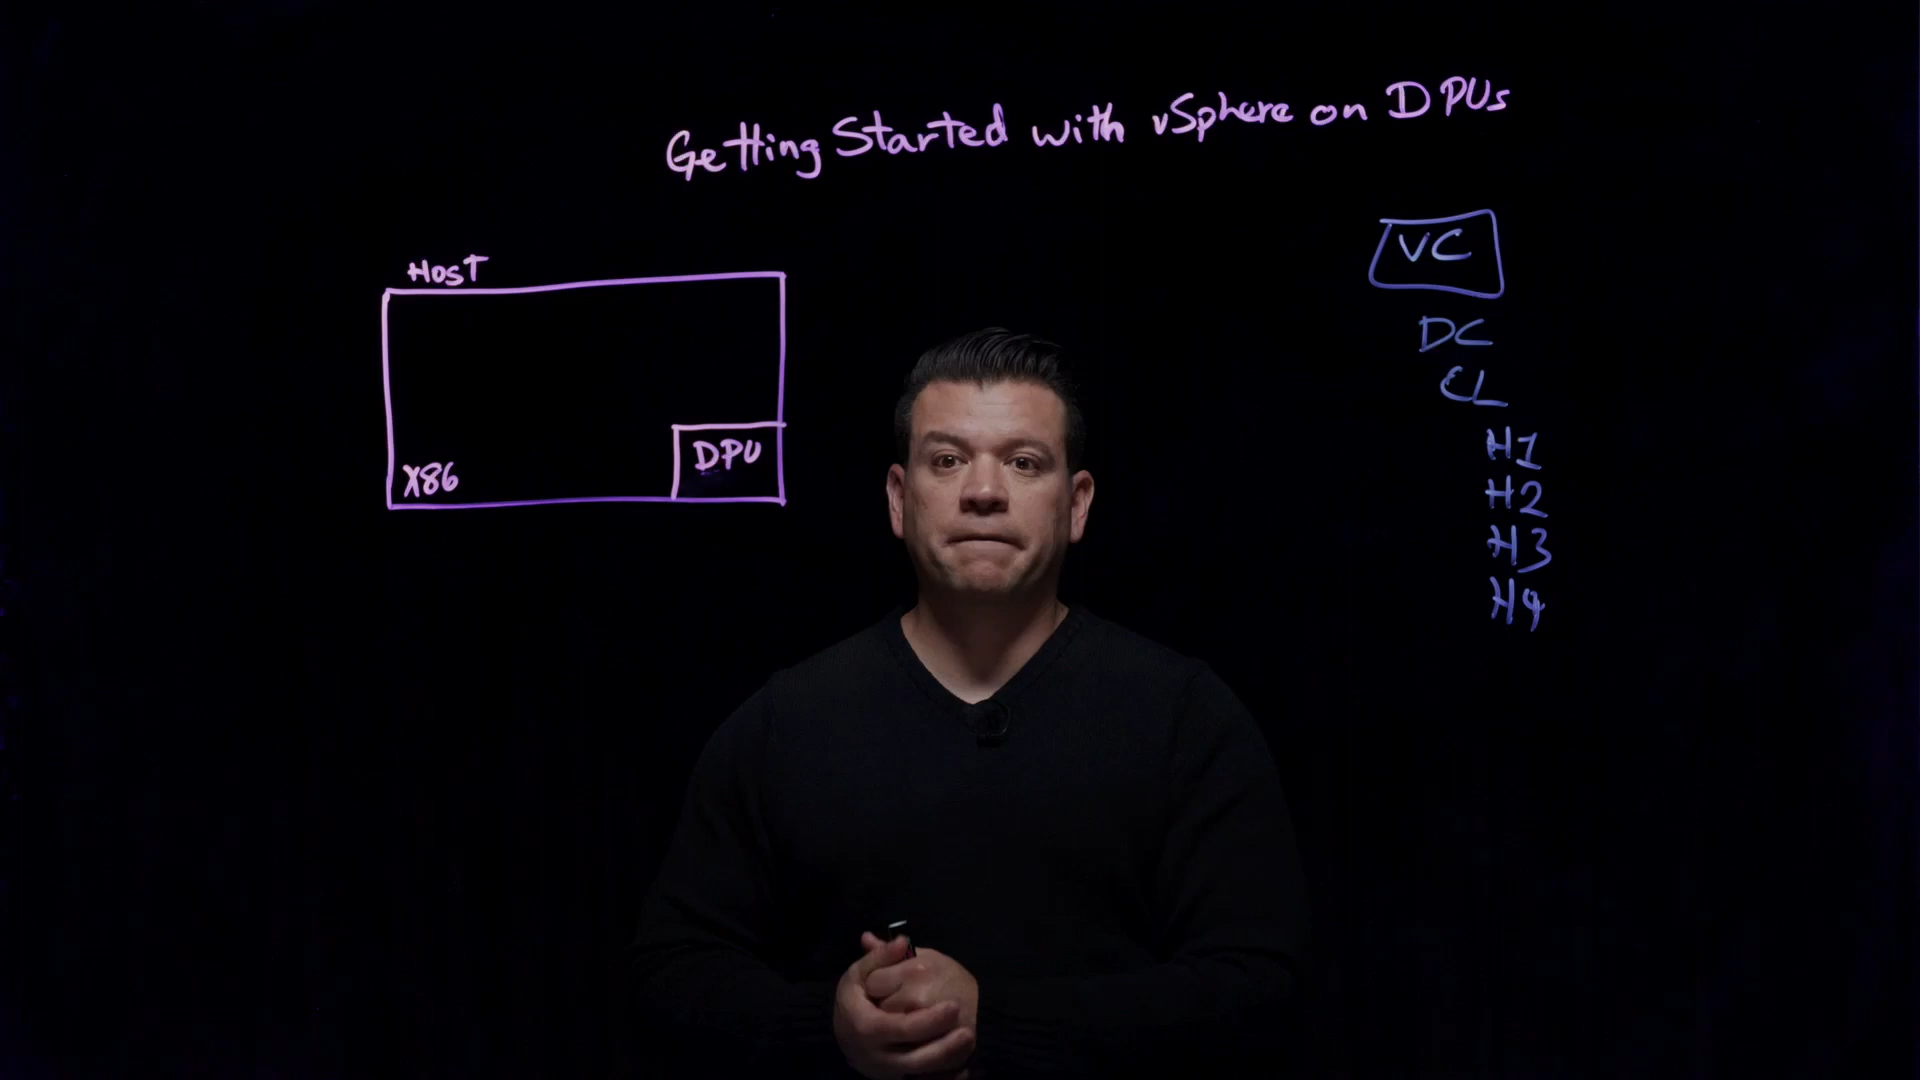 Getting Started with vSphere on DPUs
HOST
X86
DPU
VC
DC
CL
H1
H2
H3
H4